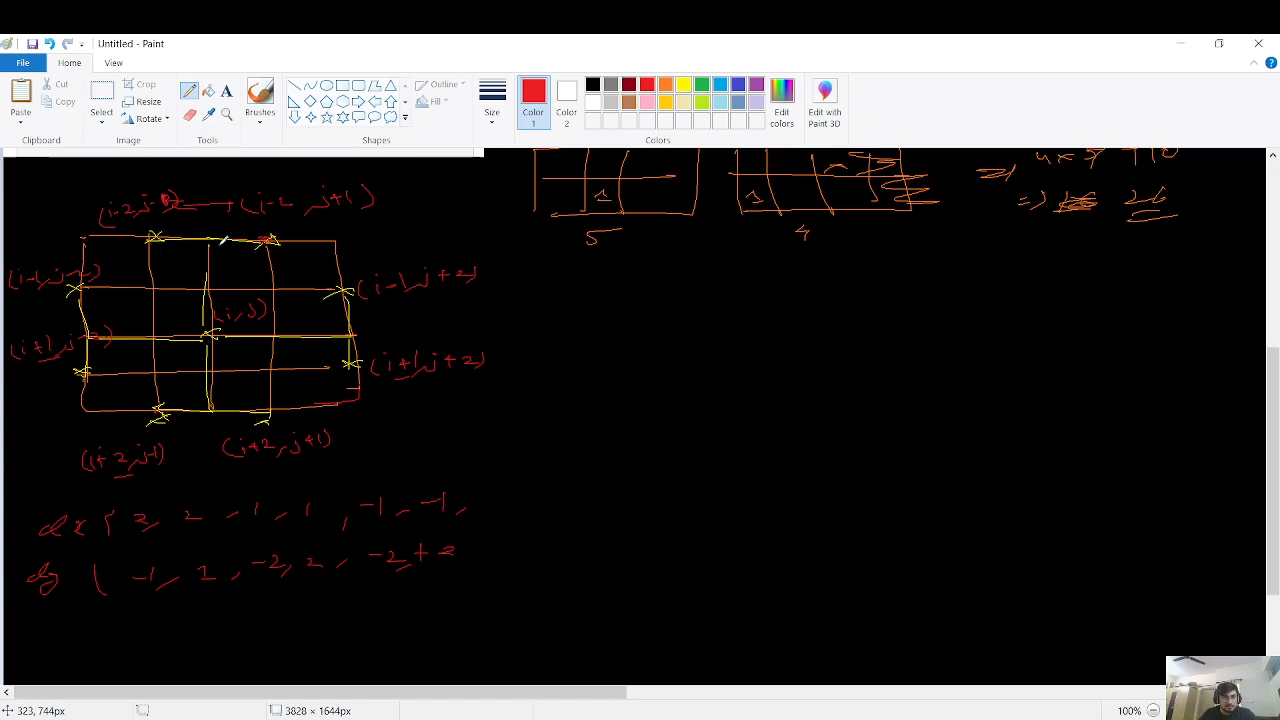 Untitled - Paint
File Home View
Cut
Copy
Paste
Clipboard
Crop
Resize
Rotate
Select
Image
Tools
Brushes
Outline
Fill
Shapes
Size
Color 1
Color 2
Edit colors
Colors
Edit with Paint 3D
=> 26
1 1
5 4
(i-2, j+1)
(i-1, j-2)
(i-1, j+2)
(i, j)
(i+1, j-2)
(i+1, j+2)
(i+2, j-1)
(i+2, j+1)
dx { 2, 2, 1, 1, -1, -1,
dy ( -1, 1, -2, 2, -2, + 2
323, 744px
3828 × 1644px
100%